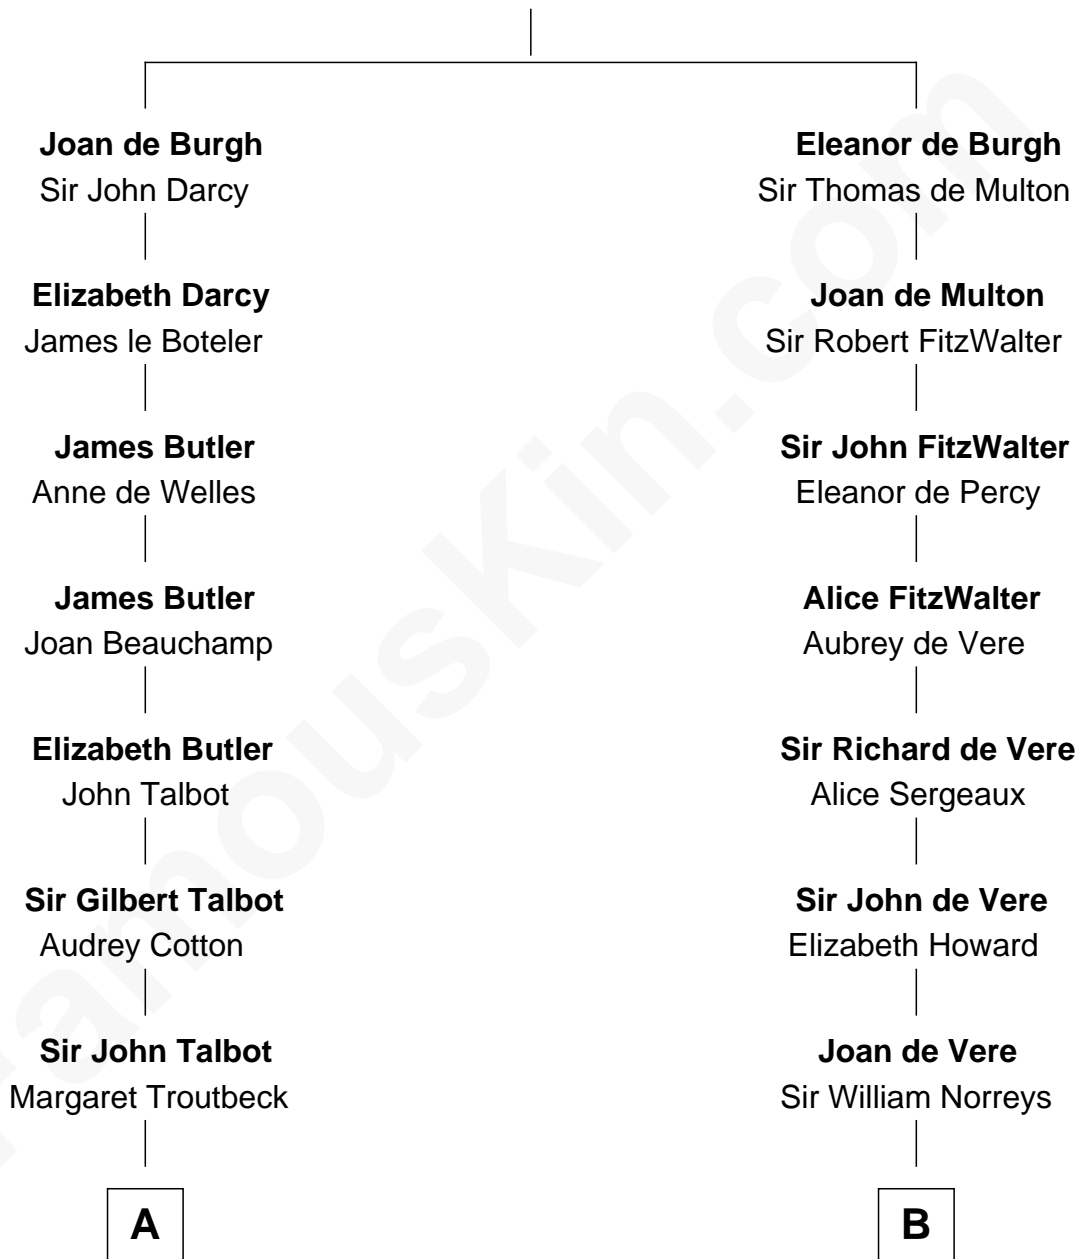 Joan de Burgh
Sir John Darcy
Elizabeth Darcy
James le Boteler
James Butler
Anne de Welles
James Butler
Joan Beauchamp
Elizabeth Butler
John Talbot
Sir Gilbert Talbot
Audrey Cotton
Sir John Talbot
Margaret Troutbeck
A
Eleanor de Burgh
Sir Thomas de Multon
Joan de Multon
Sir Robert FitzWalter
Sir John FitzWalter
Eleanor de Percy
Alice FitzWalter
Aubrey de Vere
Sir Richard de Vere
Alice Sergeaux
Sir John de Vere
Elizabeth Howard
Joan de Vere
Sir William Norreys
B
FamousKin.com